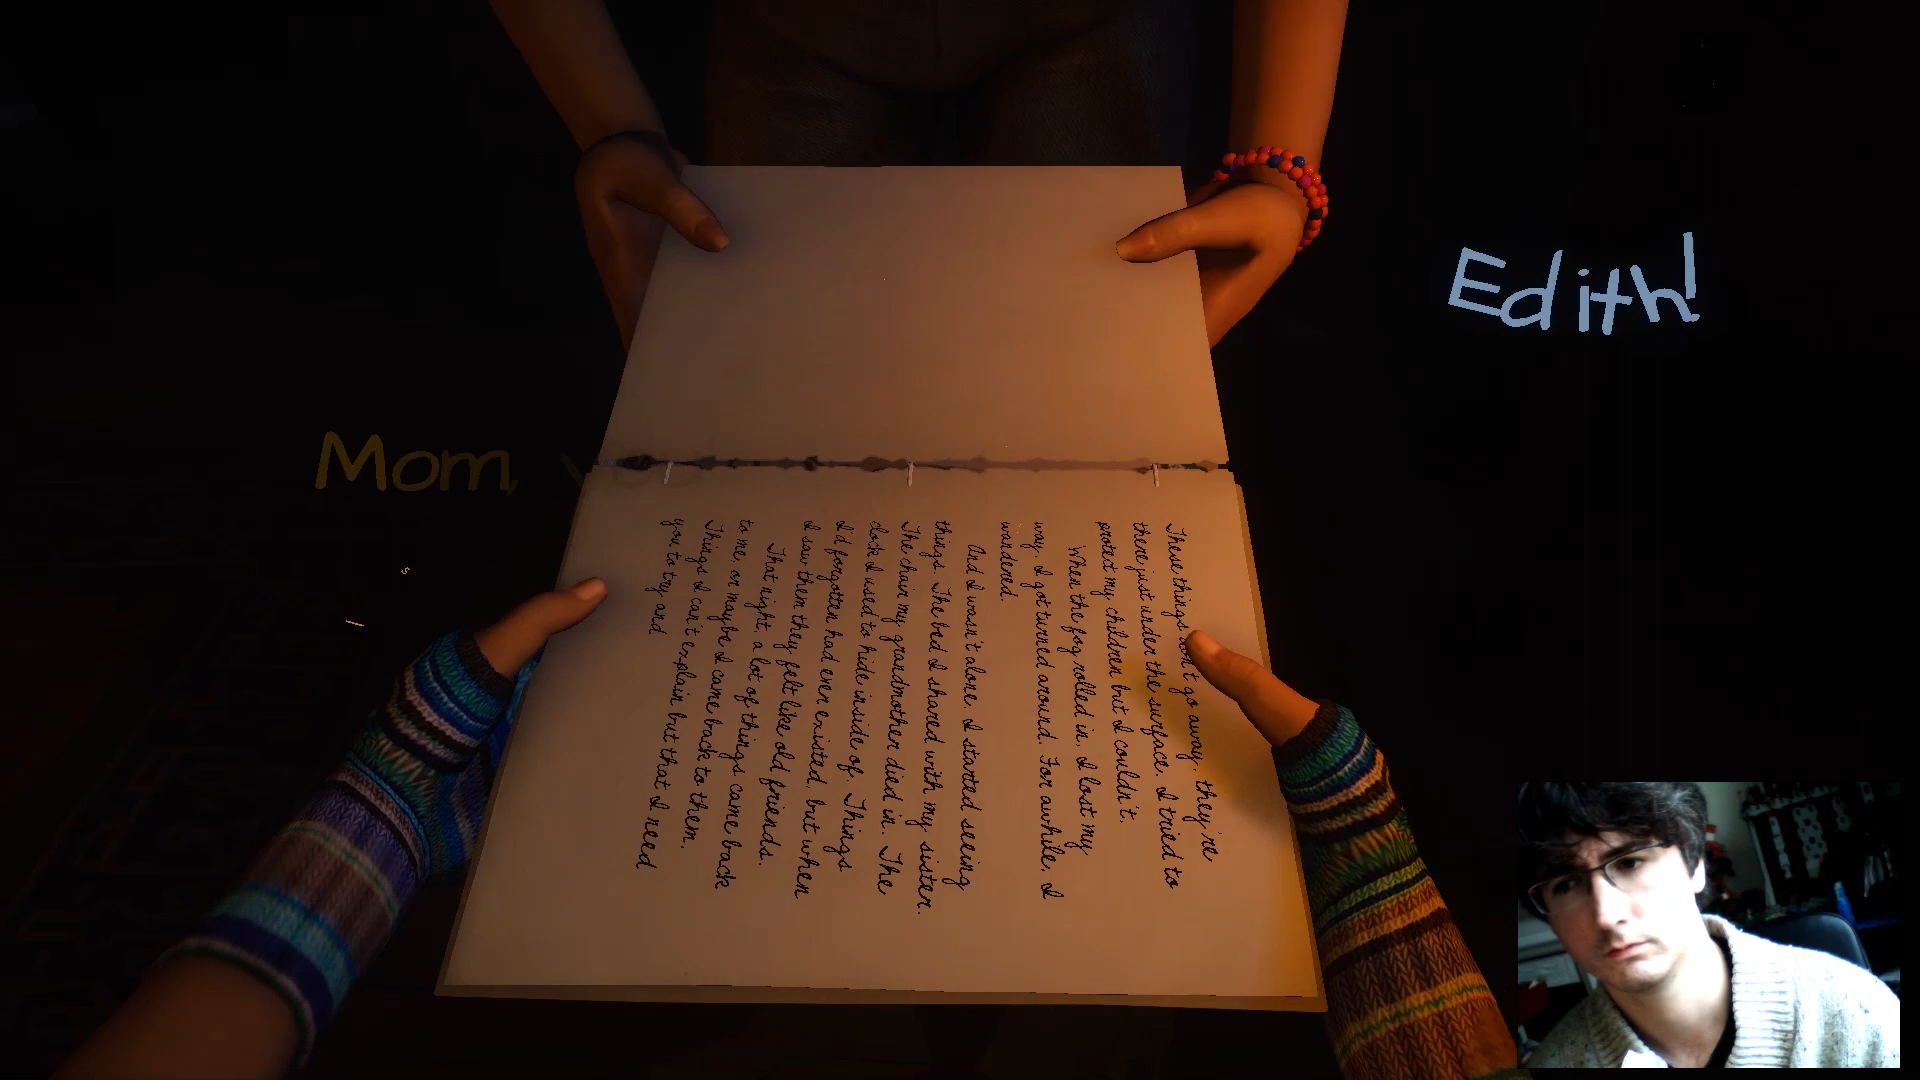 Edith!
Mom,
These things don't go away, they're
there just under the surface. I tried to
protect my children but I couldn't.
When the fog rolled in, I lost my
way. I got turned around. For awhile, I
wandered.
And I wasn't alone. I started seeing
things. The bed I shared with my sister.
The chair my grandmother died in. The
clock I used to hide inside of. Things
I'd forgotten had ever existed, but when
I saw them they felt like old friends.
That night, a lot of things came back
to me, or maybe I came back to them.
Things I can't explain but that I need
you to try and